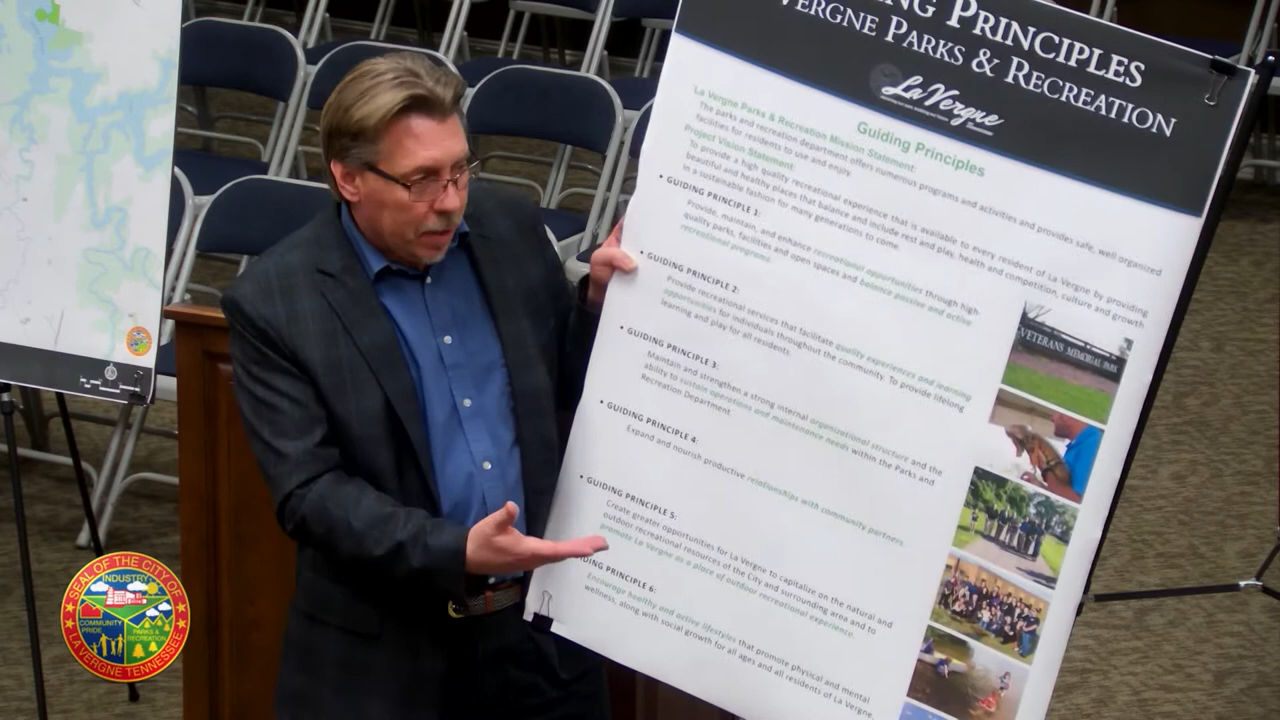 NG PRINCIPLES
VERGNE PARKS & RECREATION
LaVergne
Guiding Principles
La Vergne Parks & Recreation Mission Statement:
The parks and recreation department offers numerous programs and activities and provides safe, well organized
facilities for residents to use and enjoy.
Project Vision Statement:
To provide a high quality recreational experience that is available to every resident of La Vergne by providing
beautiful and healthy places that balance and include rest and play, health and competition, culture and growth
in a sustainable fashion for many generations to come.
• GUIDING PRINCIPLE 1:
Provide, maintain, and enhance recreational opportunities through high-
quality parks, facilities and open spaces and balance passive and active
recreational programs.
• GUIDING PRINCIPLE 2:
Provide recreational services that facilitate quality experiences and learning
opportunities for individuals throughout the community. To provide lifelong
learning and play for all residents.
• GUIDING PRINCIPLE 3:
Maintain and strengthen a strong internal organizational structure and the
ability to sustain operations and maintenance needs within the Parks and
Recreation Department.
• GUIDING PRINCIPLE 4:
Expand and nourish productive relationships with community partners.
• GUIDING PRINCIPLE 5:
Create greater opportunities for La Vergne to capitalize on the natural and
outdoor recreational resources of the City and surrounding area and to
promote La Vergne as a place of outdoor recreational experience.
IDING PRINCIPLE 6:
Encourage healthy and active lifestyles that promote physical and mental
wellness, along with social growth for all ages and all residents of La Vergne.
VETERANS MEMORIAL PARK
SEAL OF THE CITY OF
INDUSTRY
COMMUNITY
PRIDE
PARKS &
RECREATION
LA VERGNE TENNESSEE